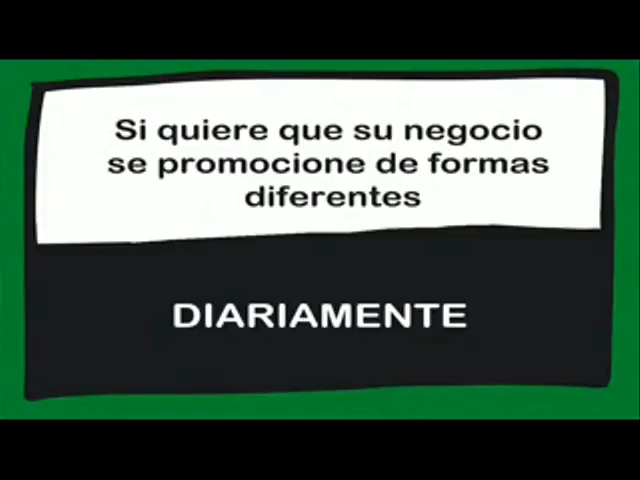 Si quiere que su negocio
se promocione de formas
diferentes
DIARIAMENTE